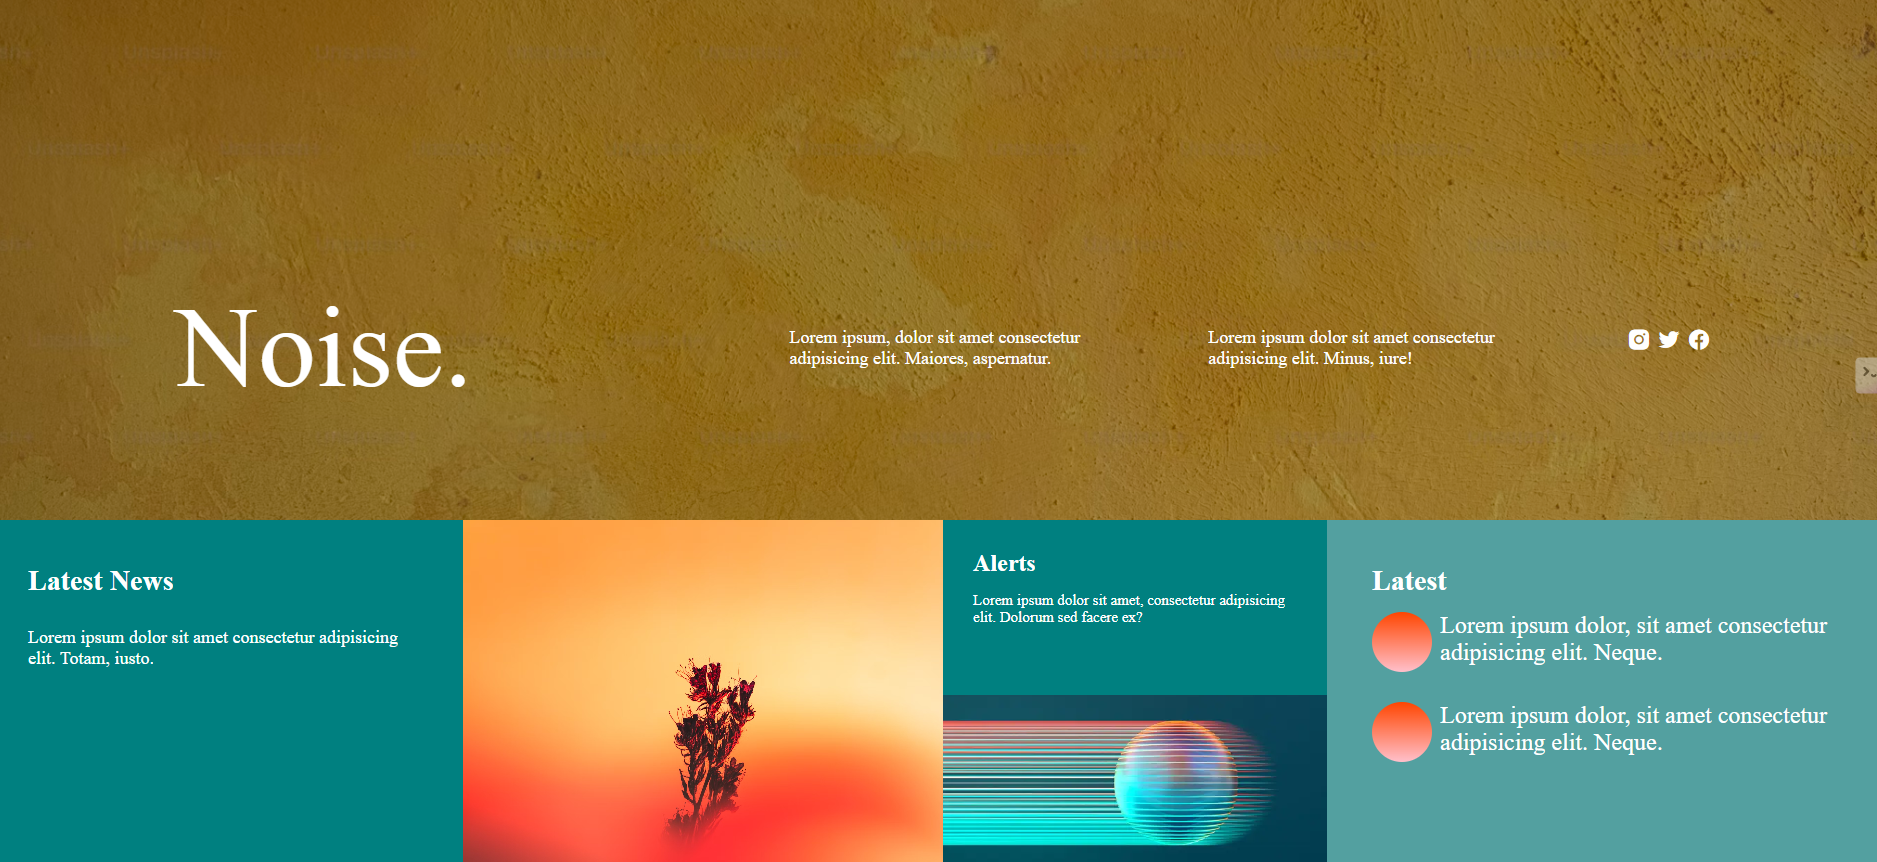 Noise.
Lorem ipsum, dolor sit amet consectetur
adipisicing elit. Maiores, aspernatur.
Lorem ipsum dolor sit amet consectetur
adipisicing elit. Minus, iure!
Latest News
Lorem ipsum dolor sit amet consectetur adipisicing
elit. Totam, iusto.
Alerts
Lorem ipsum dolor sit amet, consectetur adipisicing
elit. Dolorum sed facere ex?
Latest
Lorem ipsum dolor, sit amet consectetur
adipisicing elit. Neque.
Lorem ipsum dolor, sit amet consectetur
adipisicing elit. Neque.